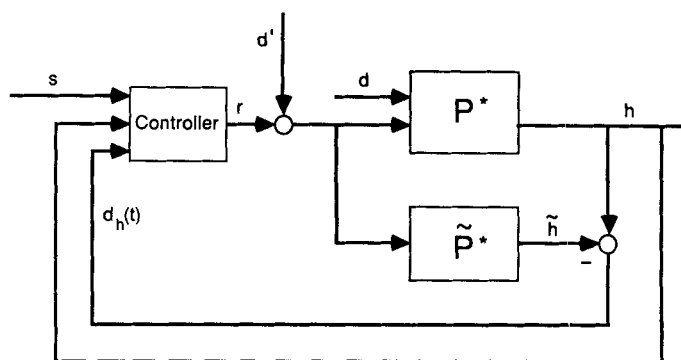 d'
s
d
r
Controller
P*
h
d_h(t)
P̃*
h̃
−